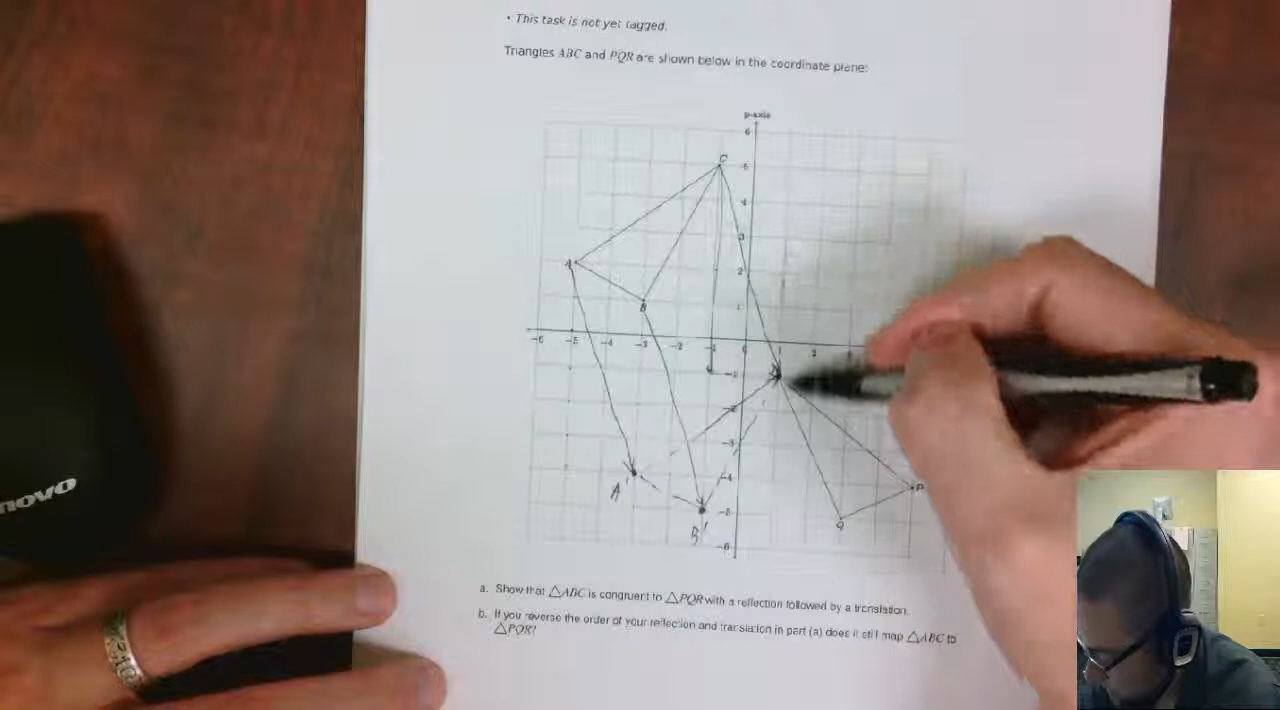 • This task is not yet tagged.
Triangles ABC and PQR are shown below in the coordinate plane:
y-axis
6
C
5
4
3
A
2
B
1
-6 -5 -4 -3 -2 -1 0 1 2
-1
-2
-3
A' -4 P
B' -5 Q
-6
a. Show that △ABC is congruent to △PQR with a reflection followed by a translation.
b. If you reverse the order of your reflection and translation in part (a) does it still map △ABC to
△PQR?
novo